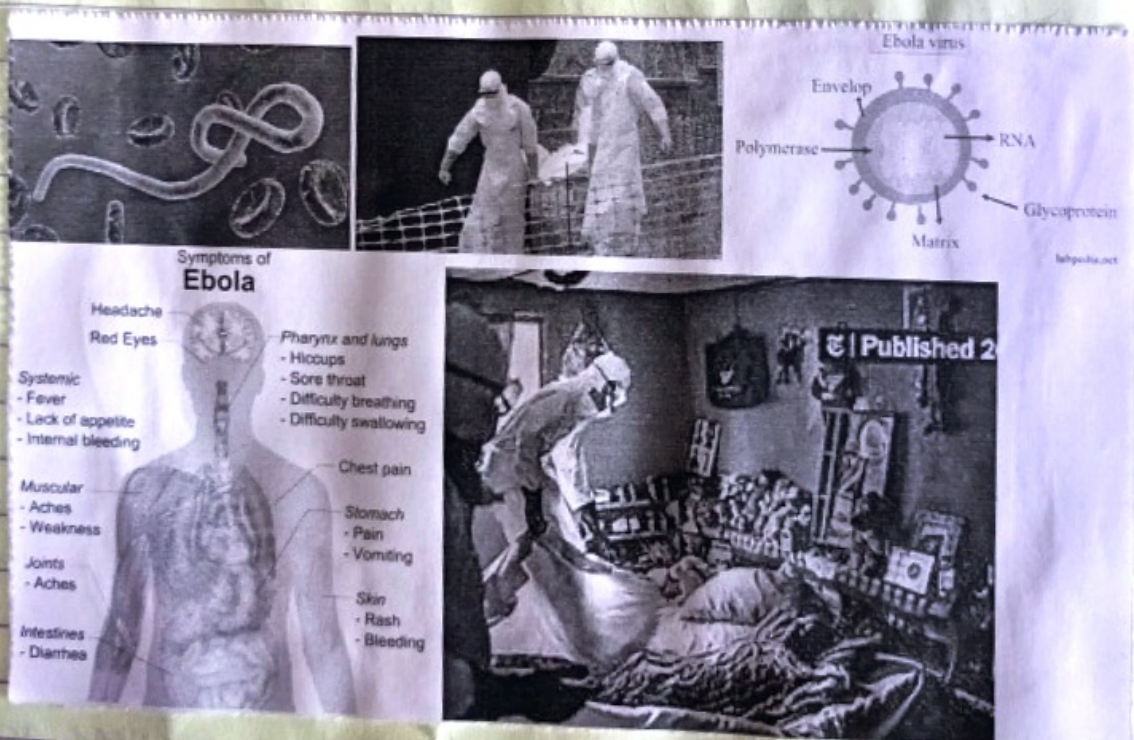 Ebola virus
Envelop
Polymerase
RNA
Glycoprotein
Matrix
labpedia.net
Symptoms of
Ebola
Headache
Red Eyes
Systemic
- Fever
- Lack of appetite
- Internal bleeding
Muscular
- Aches
- Weakness
Joints
- Aches
Intestines
- Diarrhea
Pharynx and lungs
- Hiccups
- Sore throat
- Difficulty breathing
- Difficulty swallowing
Chest pain
Stomach
- Pain
- Vomiting
Skin
- Rash
- Bleeding
T | Published 2